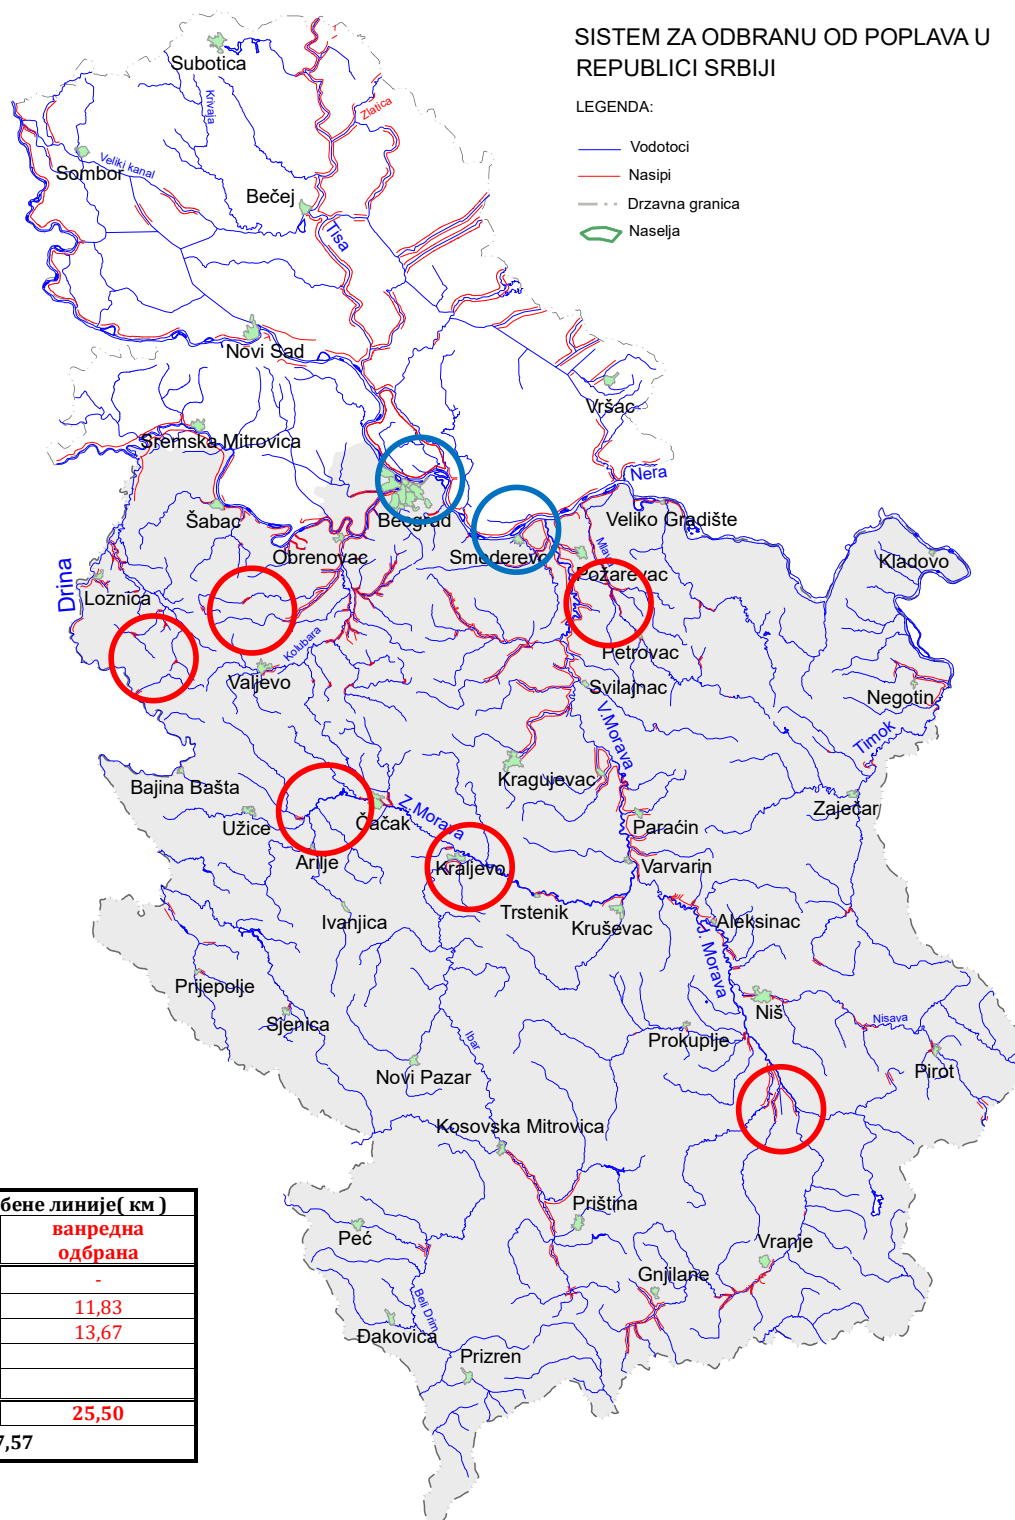 SISTEM ZA ODBRANU OD POPLAVA U
REPUBLICI SRBIJI
LEGENDA:
Vodotoci
Nasipi
Drzavna granica
Naselja
Subotica
Krivaja
Zlatica
Sombor
Veliki kanal
Bečej
Tisa
Novi Sad
Vršac
Sremska Mitrovica
Nera
Šabac
Beograd
Veliko Gradište
Obrenovac
Smederevo
Mlava
Kladovo
Drina
Loznica
Požarevac
Kolubara
Petrovac
Valjevo
Svilajnac
Negotin
V.Morava
Timok
Bajina Bašta
Kragujevac
Zaječar
Užice
Čačak
Z.Morava
Paraćin
Arilje
Kraljevo
Varvarin
Ivanjica
Trstenik
Kruševac
Aleksinac
J. Morava
Prijepolje
Niš
Sjenica
Nisava
Ibar
Prokuplje
Novi Pazar
Pirot
Kosovska Mitrovica
Priština
Peć
Vranje
Gnjilane
Beli Drim
Đakovica
Prizren
бене линије( км )
ванредна
одбрана
-
11,83
13,67
25,50
7,57